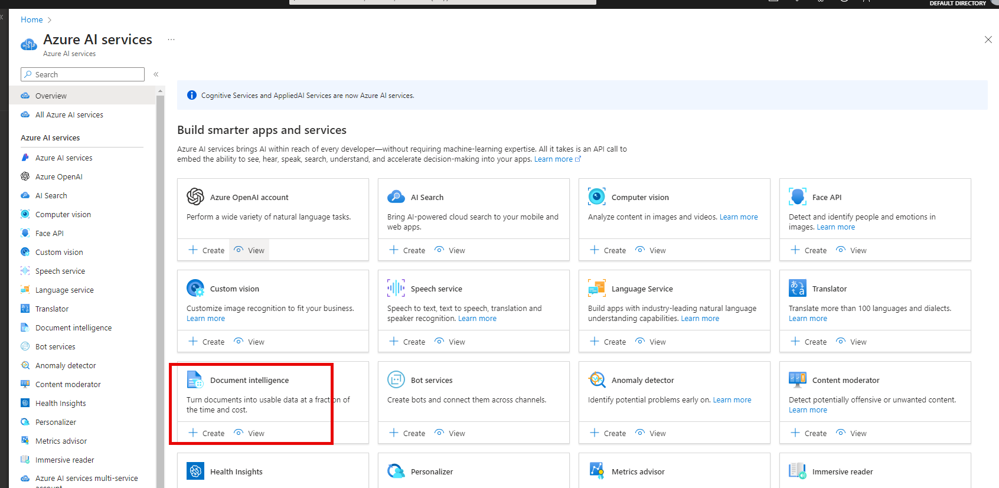 DEFAULT DIRECTORY
Home
Azure AI services
Azure AI services
Search
Overview
All Azure AI services
Azure AI services
Azure AI services
Azure OpenAI
AI Search
Computer vision
Face API
Custom vision
Speech service
Language service
Translator
Document intelligence
Bot services
Anomaly detector
Content moderator
Health Insights
Personalizer
Metrics advisor
Immersive reader
Azure AI services multi-service
account
Cognitive Services and AppliedAI Services are now Azure AI services.
Build smarter apps and services
Azure AI services brings AI within reach of every developer—without requiring machine-learning expertise. All it takes is an API call to
embed the ability to see, hear, speak, search, understand, and accelerate decision-making into your apps. Learn more
Azure OpenAI account
Perform a wide variety of natural language tasks.
Create View
AI Search
Bring AI-powered cloud search to your mobile and
web apps.
Create View
Computer vision
Analyze content in images and videos. Learn more
Create View
Face API
Detect and identify people and emotions in
images. Learn more
Create View
Custom vision
Customize image recognition to fit your business.
Learn more
Create View
Speech service
Speech to text, text to speech, translation and
speaker recognition. Learn more
Create View
Language Service
Build apps with industry-leading natural language
understanding capabilities. Learn more
Create View
Translator
Translate more than 100 languages and dialects.
Learn more
Create View
Document intelligence
Turn documents into usable data at a fraction of
the time and cost.
Create View
Bot services
Create bots and connect them across channels.
Create View
Anomaly detector
Identify potential problems early on. Learn more
Create View
Content moderator
Detect potentially offensive or unwanted content.
Learn more
Create View
Health Insights
Personalizer
Metrics advisor
Immersive reader